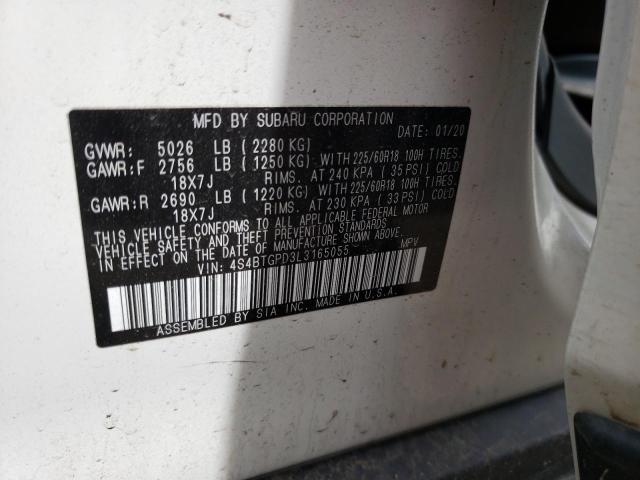 MFD BY SUBARU CORPORATION
DATE: 01/20
GVWR: 5026 LB (2280 KG)
GAWR:F 2756 LB (1250 KG) WITH 225/60R18 100H TIRES.
18X7J RIMS. AT 240 KPA (35 PSI) COLD
GAWR:R 2690 LB (1220 KG) WITH 225/60R18 100H TIRES.
18X7J RIMS. AT 230 KPA (33 PSI) COLD
THIS VEHICLE CONFORMS TO ALL APPLICABLE FEDERAL MOTOR
VEHICLE SAFETY AND THEFT PREVENTION STANDARDS
IN EFFECT ON THE DATE OF MANUFACTURE SHOWN ABOVE.
VIN: 4S4BTGPD3L3165055 MPV
ASSEMBLED BY SIA INC. MADE IN U.S.A.